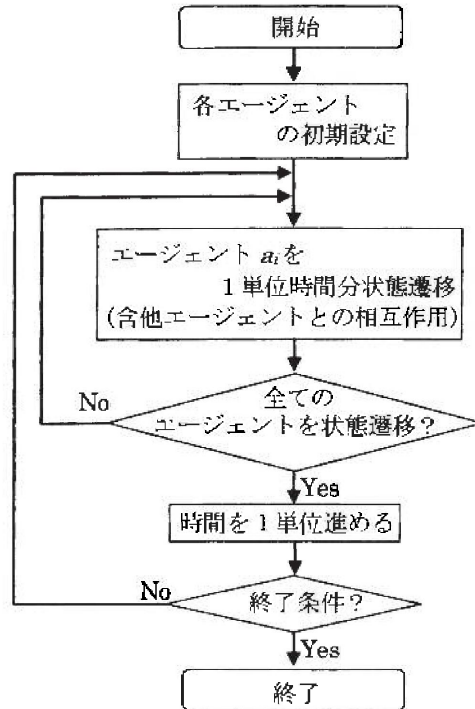 開始
各エージェント
の初期設定
エージェント aiを
1単位時間分状態遷移
(含他エージェントとの相互作用)
No
全ての
エージェントを状態遷移？
Yes
時間を1単位進める
No
終了条件？
Yes
終了